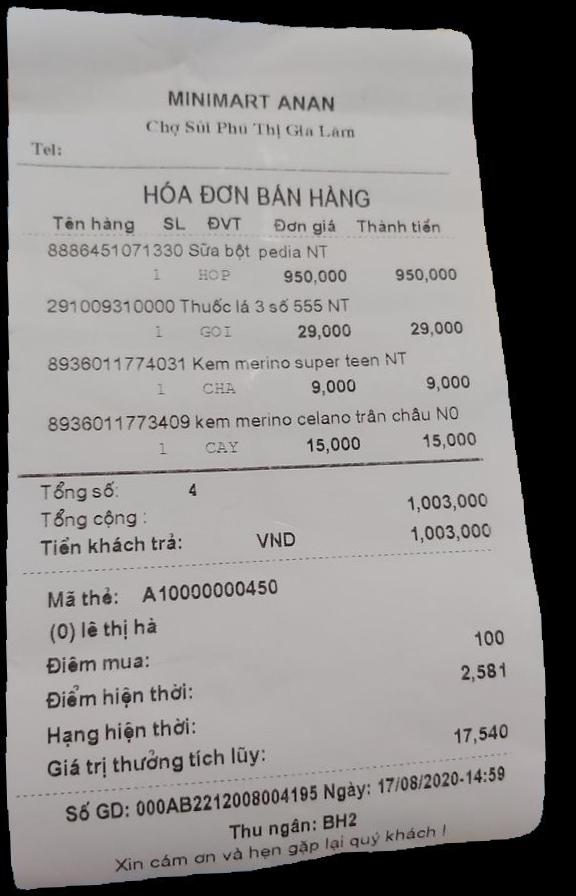 MINIMART ANAN
Chợ Sủi Phú Thị Gia Lâm
Tel:
HÓA ĐƠN BÁN HÀNG
Tên hàng SL ĐVT Đơn giá Thành tiền
8886451071330 Sữa bột pedia NT
1 HOP 950,000 950,000
291009310000 Thuốc lá 3 số 555 NT
1 GOI 29,000 29,000
8936011774031 Kem merino super teen NT
1 CHA 9,000 9,000
8936011773409 kem merino celano trân châu N0
1 CAY 15,000 15,000
Tổng số: 4
Tổng cộng : 1,003,000
Tiền khách trả: VND 1,003,000
Mã thẻ: A10000000450
(0) lê thị hà
Điểm mua: 100
Điểm hiện thời: 2,581
Hạng hiện thời:
Giá trị thưởng tích lũy: 17,540
Số GD: 000AB2212008004195 Ngày: 17/08/2020-14:59
Thu ngân: BH2
Xin cám ơn và hẹn gặp lại quý khách !